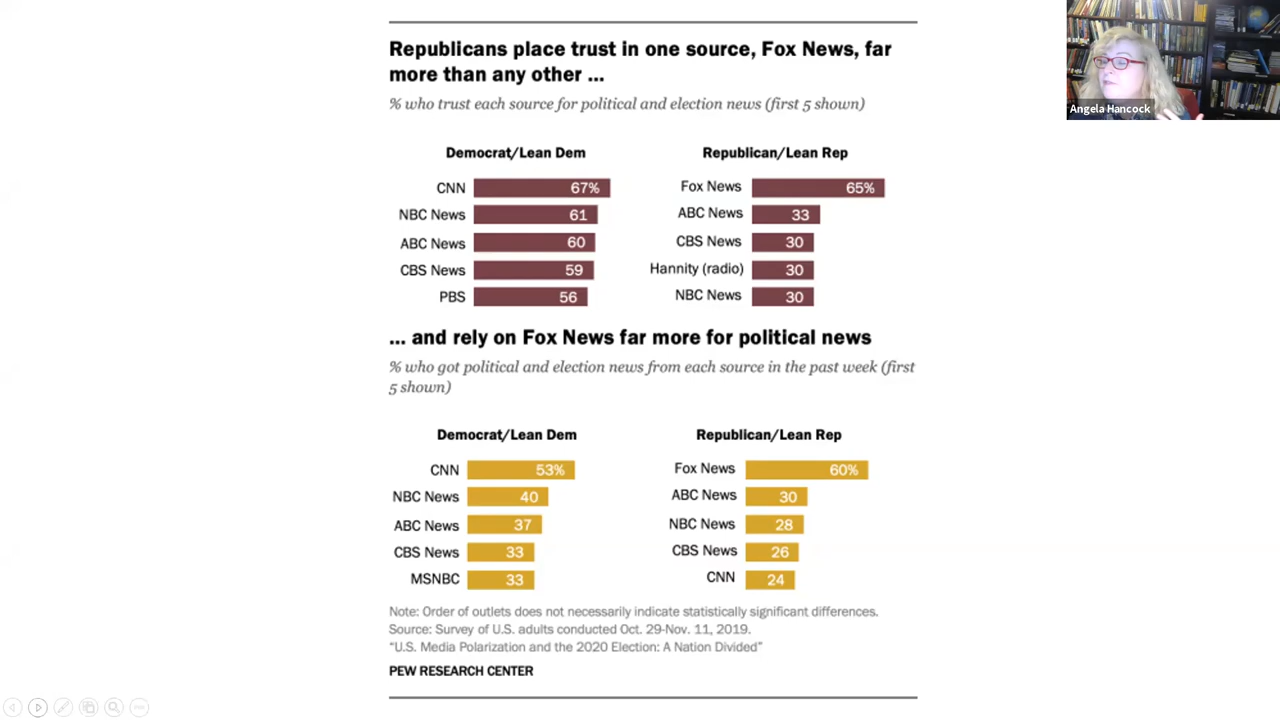 Republicans place trust in one source, Fox News, far
more than any other ...
% who trust each source for political and election news (first 5 shown)
Democrat/Lean Dem
CNN 67%
NBC News 61
ABC News 60
CBS News 59
PBS 56
Republican/Lean Rep
Fox News 65%
ABC News 33
CBS News 30
Hannity (radio) 30
NBC News 30
... and rely on Fox News far more for political news
% who got political and election news from each source in the past week (first
5 shown)
Democrat/Lean Dem
CNN 53%
NBC News 40
ABC News 37
CBS News 33
MSNBC 33
Republican/Lean Rep
Fox News 60%
ABC News 30
NBC News 28
CBS News 26
CNN 24
Note: Order of outlets does not necessarily indicate statistically significant differences.
Source: Survey of U.S. adults conducted Oct. 29-Nov. 11, 2019.
“U.S. Media Polarization and the 2020 Election: A Nation Divided”
PEW RESEARCH CENTER
Angela Hancock